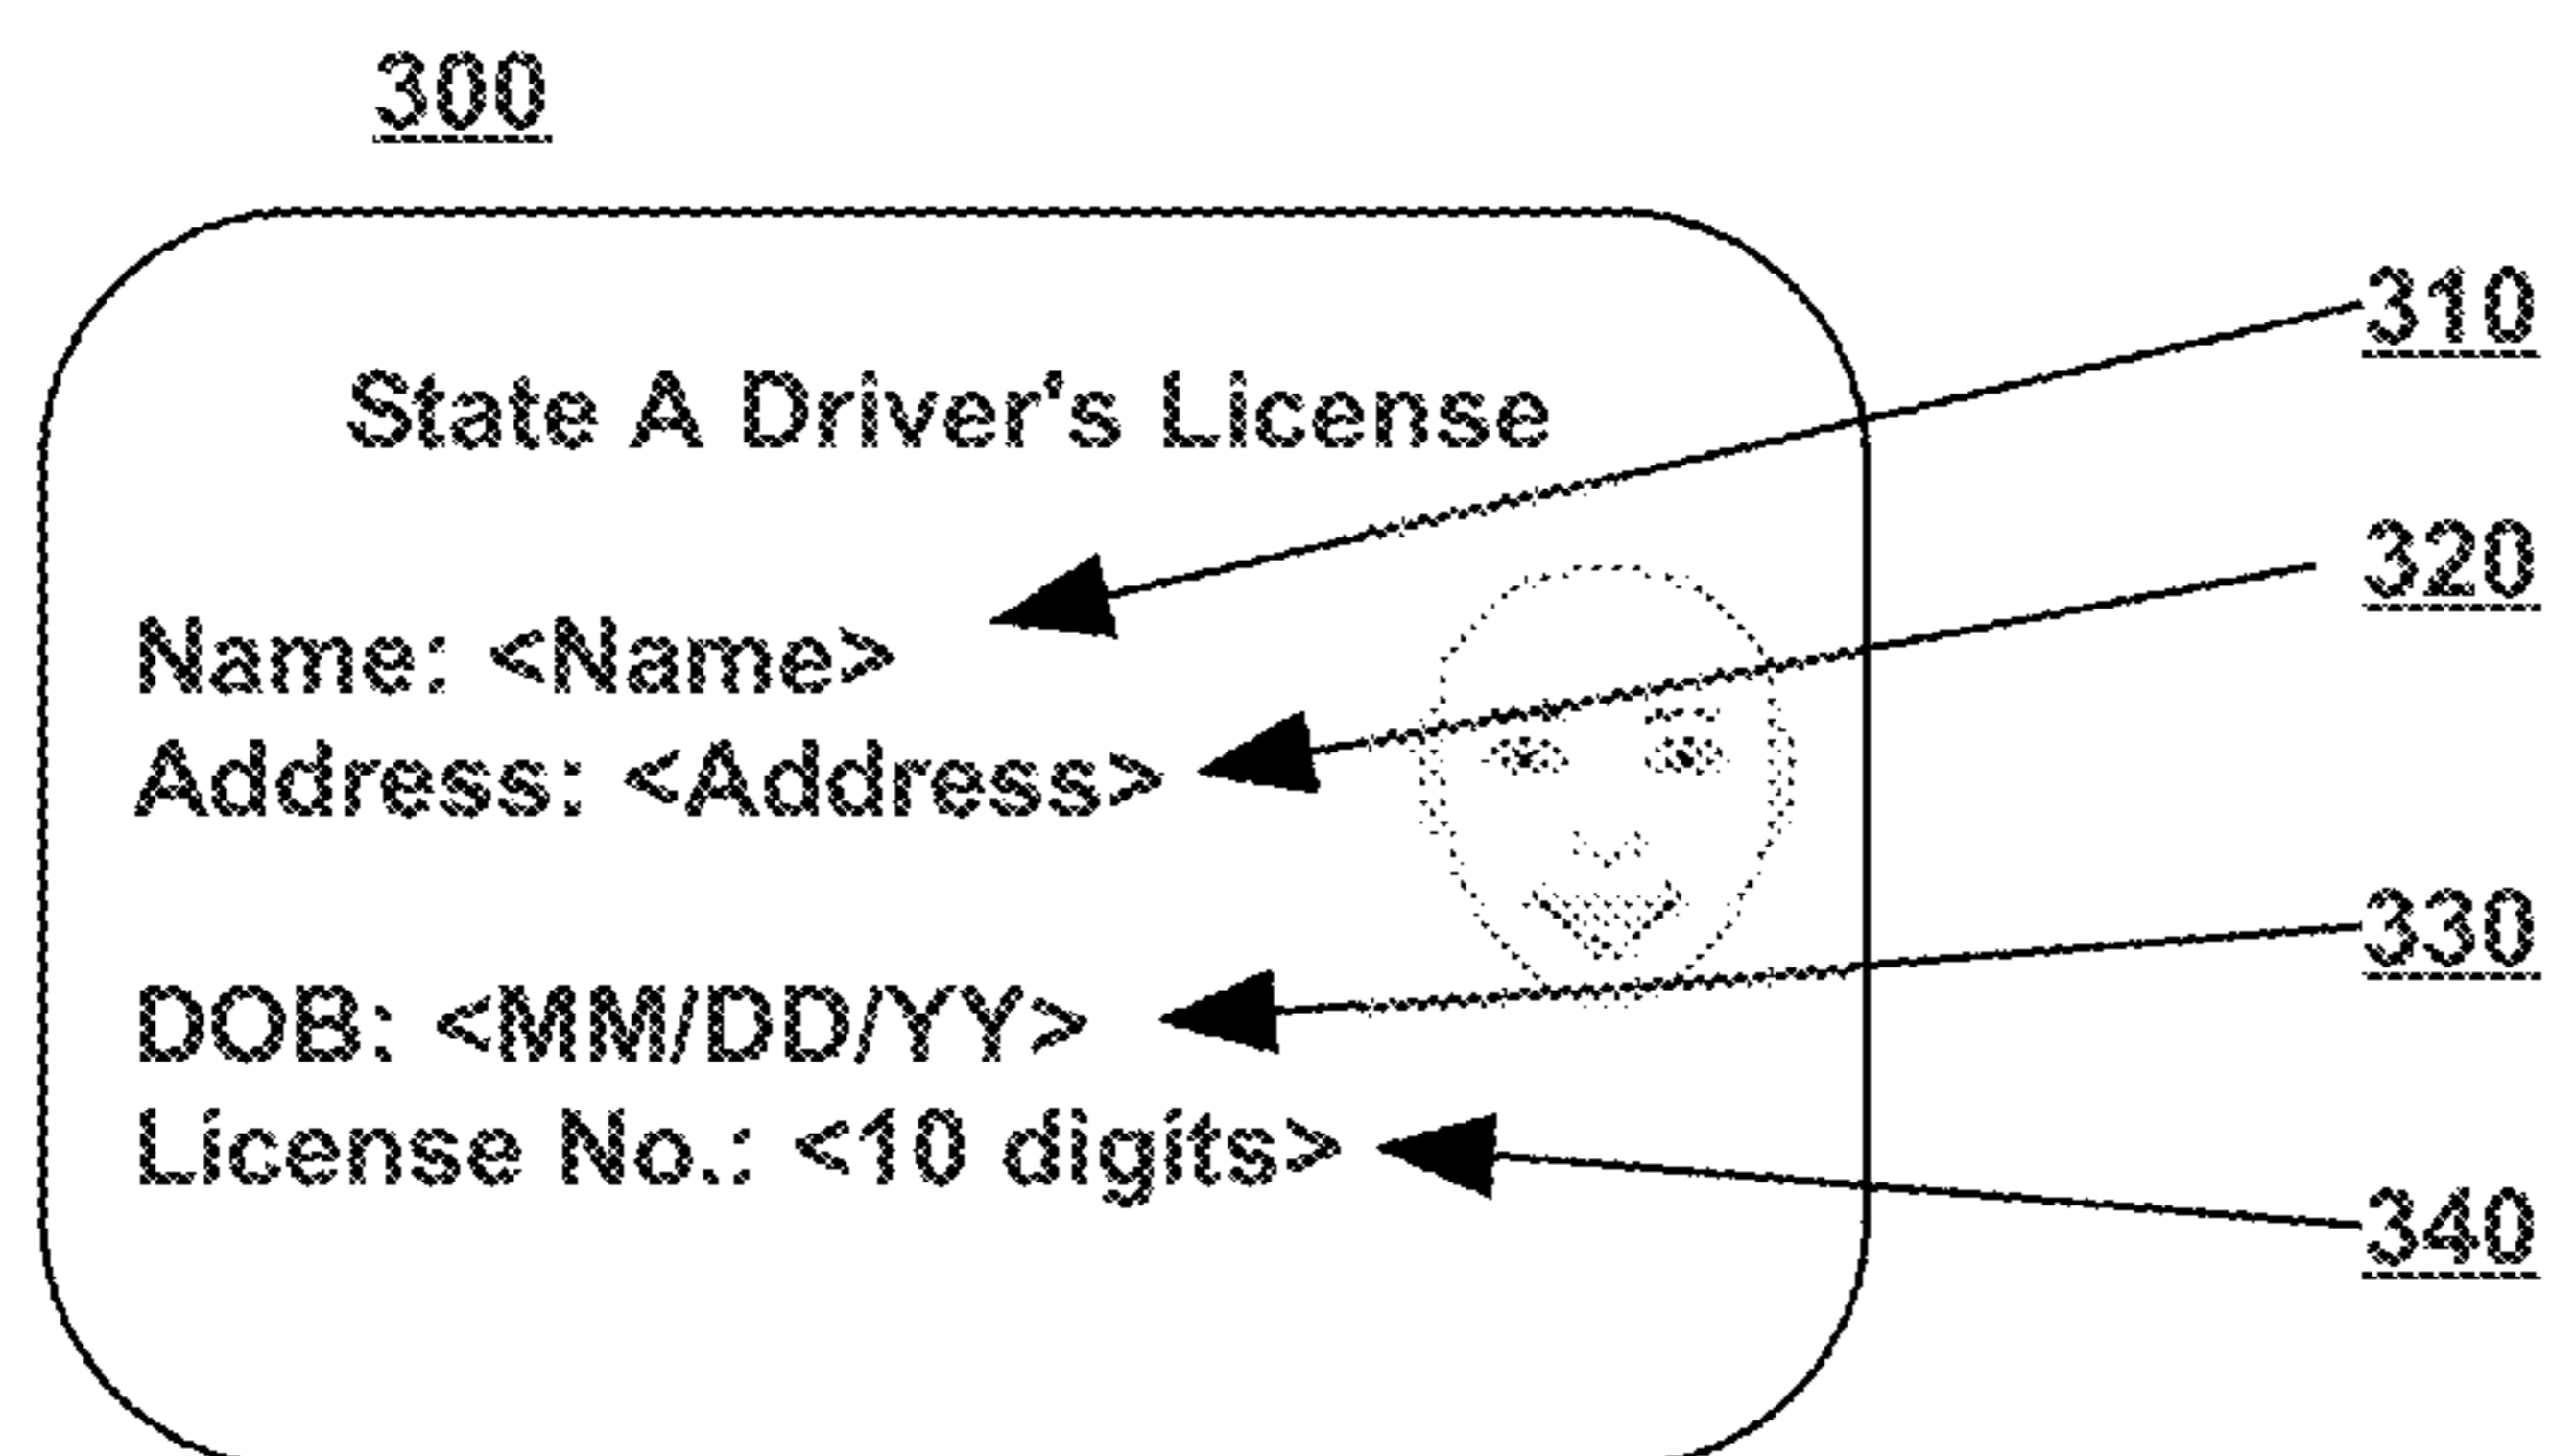 300
State A Driver's License
310
Name: <Name>
320
Address: <Address>
330
DOB: <MM/DD/YY>
License No.: <10 digits>
340